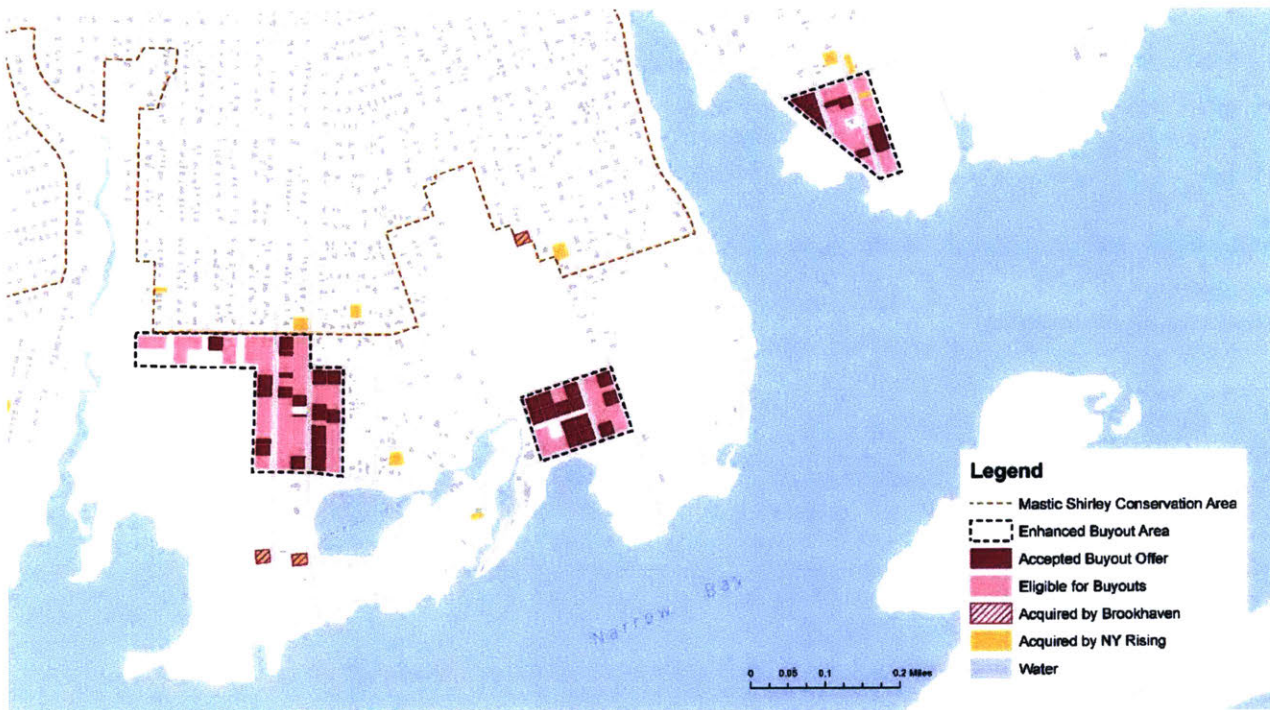 Narrow Bay
Legend
Mastic Shirley Conservation Area
Enhanced Buyout Area
Accepted Buyout Offer
Eligible for Buyouts
Acquired by Brookhaven
Acquired by NY Rising
Water
0 0.05 0.1 0.2 Miles